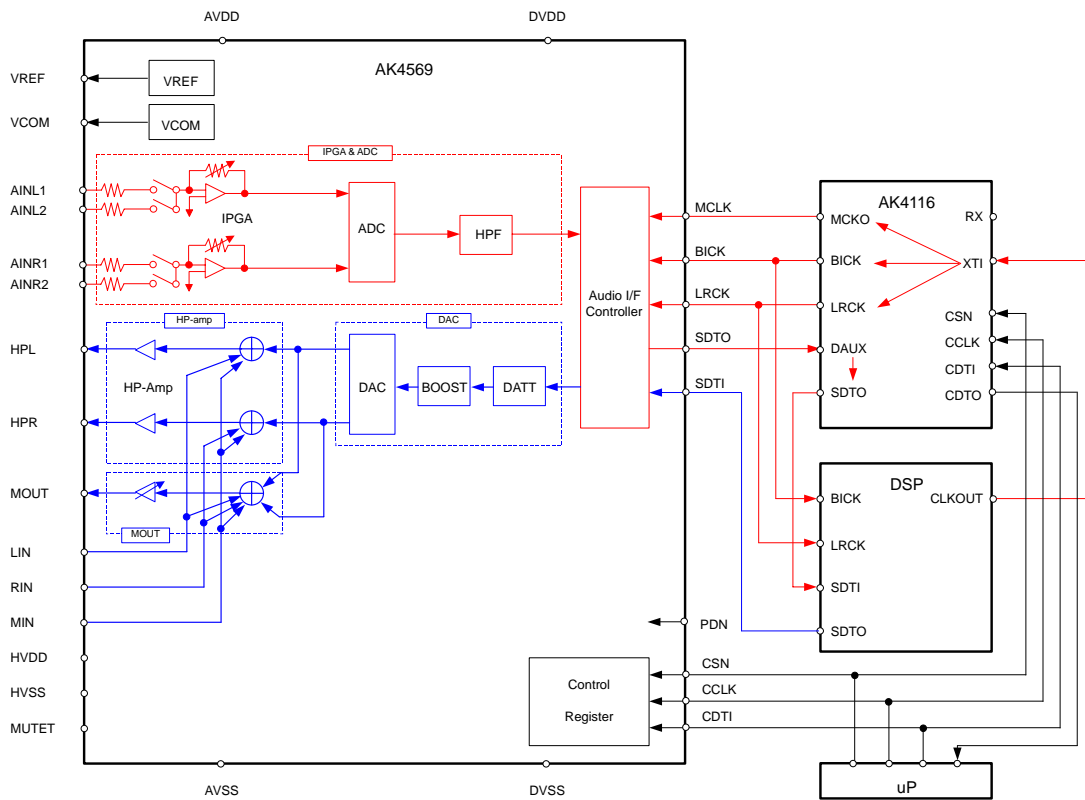 AVDD
DVDD
AK4569
VREF
VREF
VCOM
VCOM
IPGA & ADC
AINL1
AINL2
IPGA
ADC
HPF
AINR1
AINR2
Audio I/F
Controller
MCLK
BICK
LRCK
SDTO
SDTI
AK4116
MCKO
RX
BICK
XTI
LRCK
CSN
CCLK
DAUX
CDTI
SDTO
CDTO
HP-amp
DAC
HPL
HP-Amp
DAC
BOOST
DATT
HPR
MOUT
MOUT
LIN
RIN
MIN
HVDD
HVSS
MUTET
DSP
BICK
CLKOUT
LRCK
SDTI
SDTO
PDN
Control
Register
CSN
CCLK
CDTI
uP
AVSS
DVSS